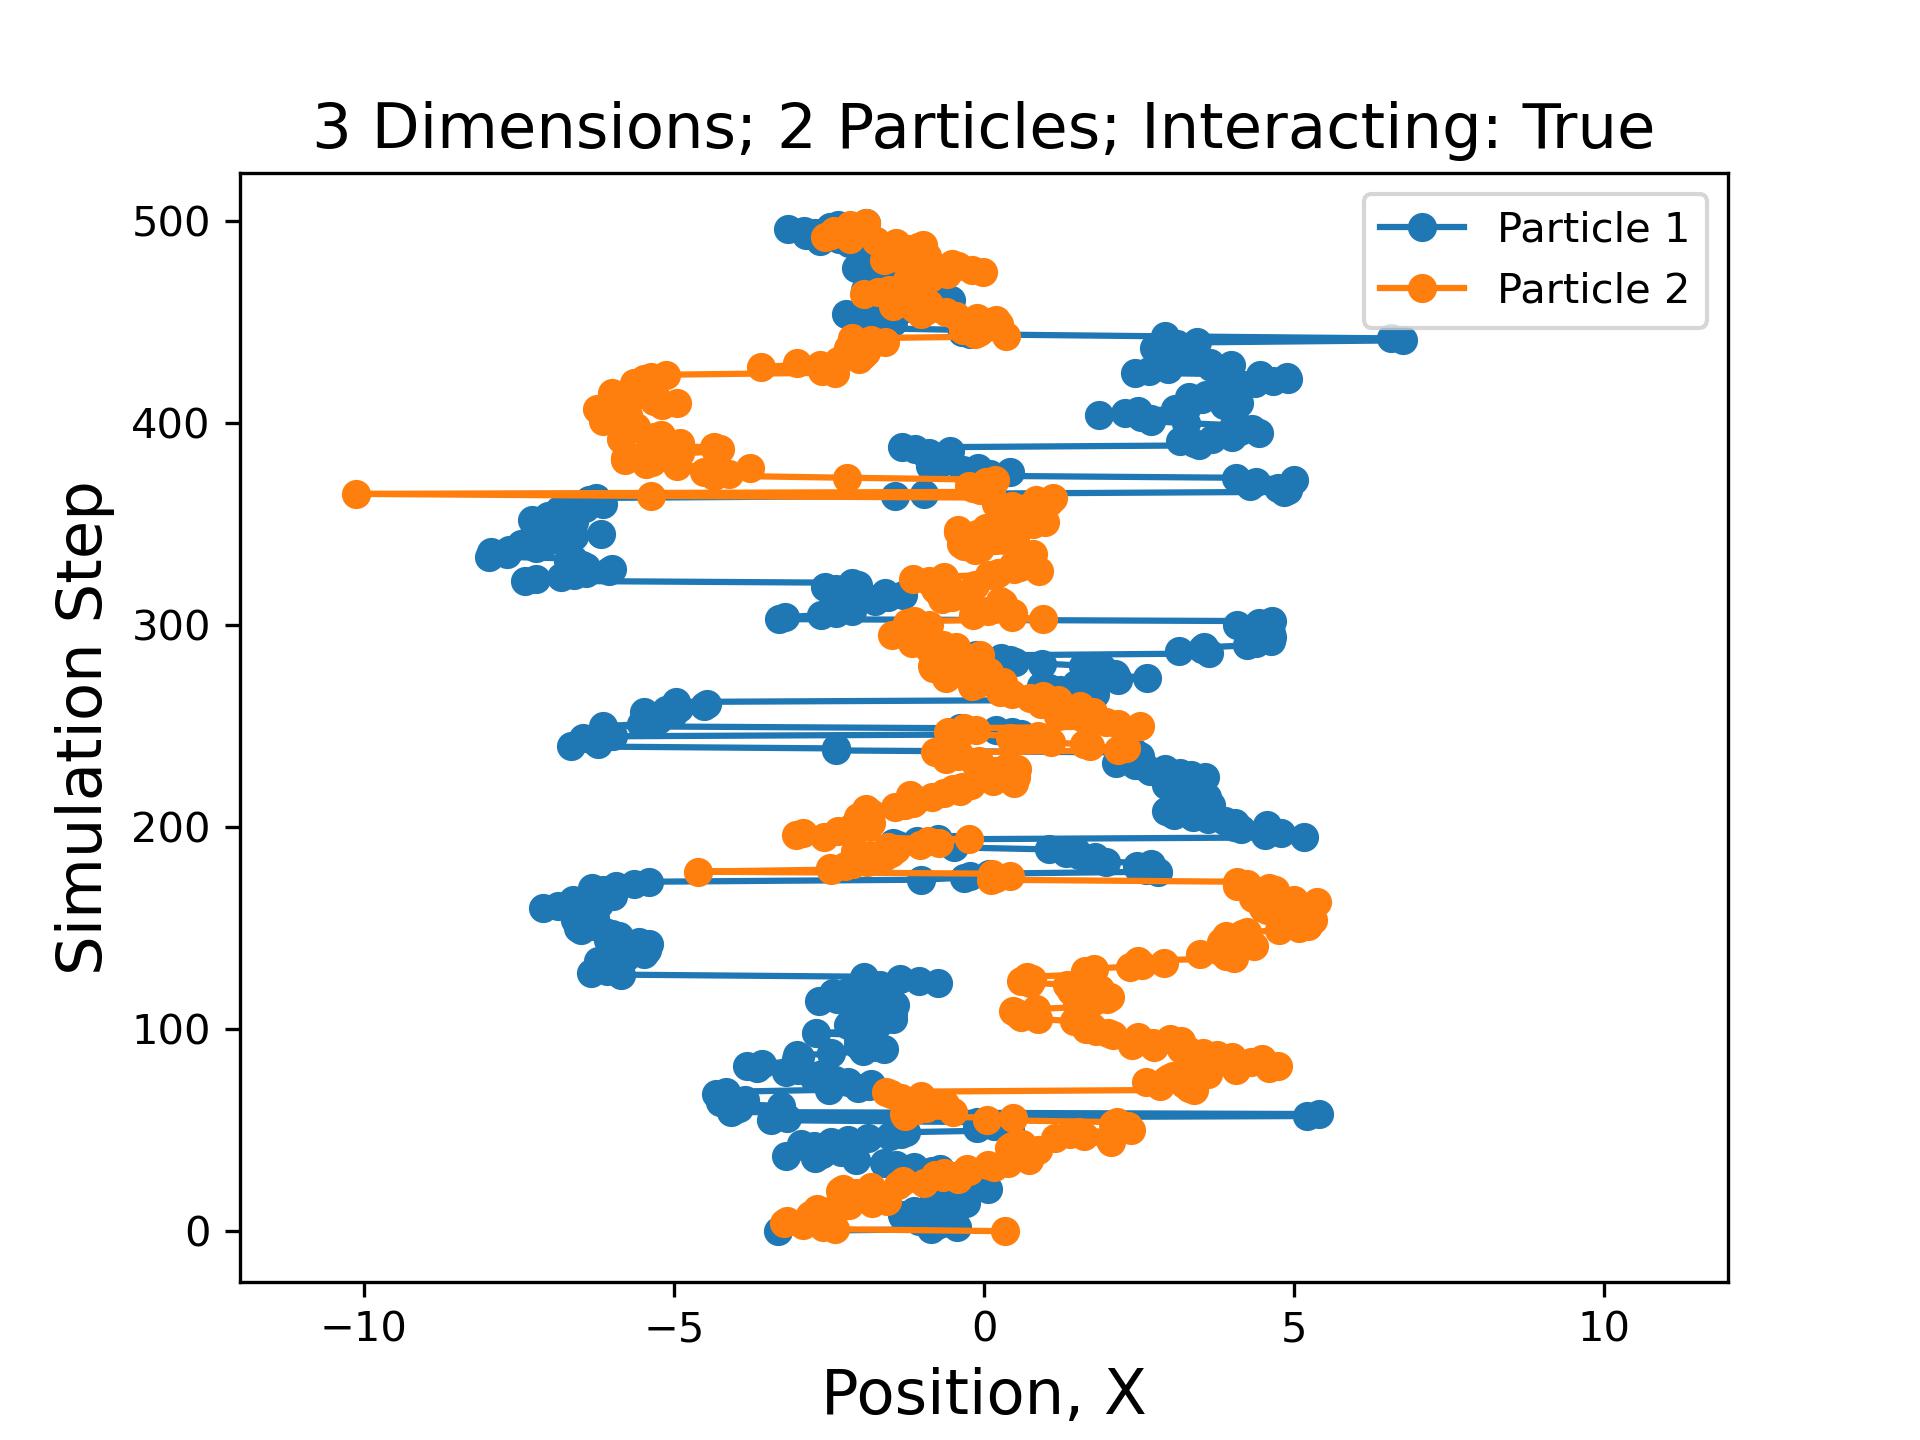 3 Dimensions; 2 Particles; Interacting: True
Particle 1
Particle 2
500
400
300
200
100
0
Simulation Step
−10
−5
0
5
10
Position, X